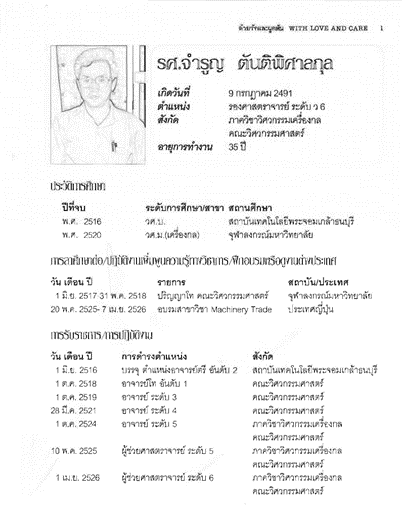 ด้วยรักและผูกพัน WITH LOVE AND CARE 1
รศ.จำรูญ ตันติพิศาลกุล
เกิดวันที่ 9 กรกฎาคม 2491
ตำแหน่ง รองศาสตราจารย์ ระดับ ว 6
สังกัด ภาควิชาวิศวกรรมเครื่องกล
คณะวิศวกรรมศาสตร์
อายุการทำงาน 35 ปี
ประวัติการศึกษา
ปีที่จบ ระดับการศึกษา/สาขา สถานศึกษา
พ.ศ. 2516 วศ.บ. สถาบันเทคโนโลยีพระจอมเกล้าธนบุรี
พ.ศ. 2520 วศ.ม.(เครื่องกล) จุฬาลงกรณ์มหาวิทยาลัย
การลาศึกษาต่อ/ปฏิบัติงานเพื่อพูนความรู้ทางวิชาการ/ฝึกอบรมหรือดูงานต่างประเทศ
วัน เดือน ปี รายการ สถาบัน/ประเทศ
1 มิ.ย. 2517-31 พ.ค. 2518 ปริญญาโท คณะวิศวกรรมศาสตร์ จุฬาลงกรณ์มหาวิทยาลัย
20 พ.ค. 2525- 7 เม.ย. 2526 อบรมสาขาวิชา Machinery Trade ประเทศญี่ปุ่น
การรับราชการ/การปฏิบัติงาน
วัน เดือน ปี การดำรงตำแหน่ง สังกัด
1 มิ.ย. 2516 บรรจุ ตำแหน่งอาจารย์ตรี อันดับ 2 สถาบันเทคโนโลยีพระจอมเกล้าธนบุรี
1 ต.ค. 2518 อาจารย์โท อันดับ 1 คณะวิศวกรรมศาสตร์
1 ต.ค. 2519 อาจารย์ ระดับ 3 คณะวิศวกรรมศาสตร์
28 มี.ค. 2521 อาจารย์ ระดับ 4 คณะวิศวกรรมศาสตร์
1 ต.ค. 2524 อาจารย์ ระดับ 5 ภาควิชาวิศวกรรมเครื่องกล
คณะวิศวกรรมศาสตร์
10 พ.ค. 2525 ผู้ช่วยศาสตราจารย์ ระดับ 5 ภาควิชาวิศวกรรมเครื่องกล
คณะวิศวกรรมศาสตร์
1 เม.ย. 2526 ผู้ช่วยศาสตราจารย์ ระดับ 6 ภาควิชาวิศวกรรมเครื่องกล
คณะวิศวกรรมศาสตร์